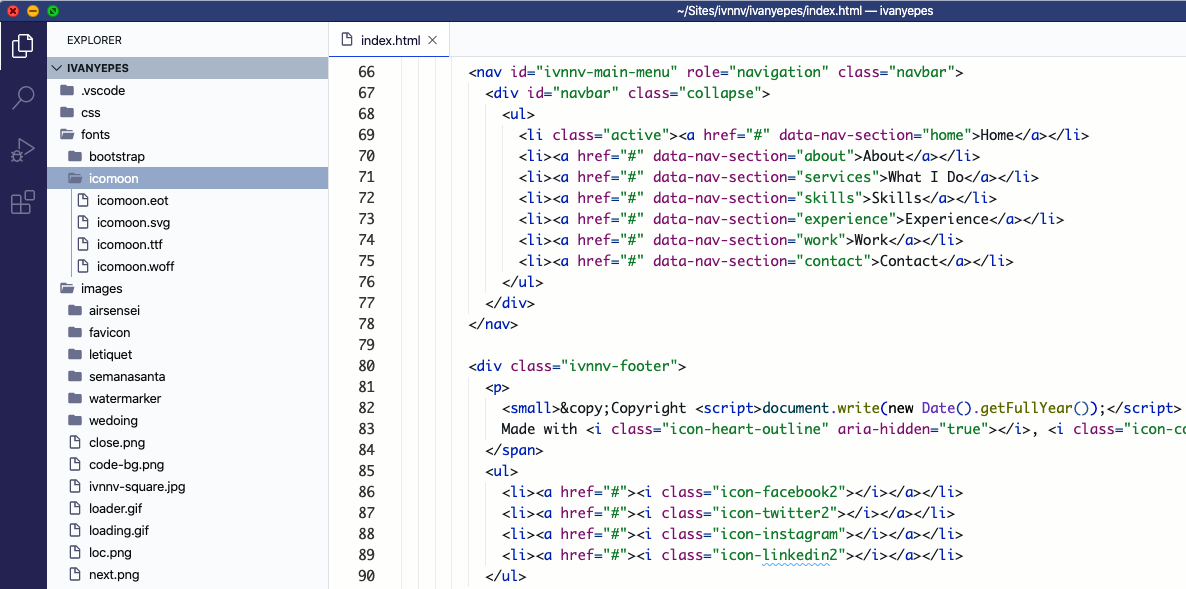 ~/Sites/ivnnv/ivanyepes/index.html — ivanyepes
EXPLORER
IVANYEPES
.vscode
css
fonts
bootstrap
icomoon
icomoon.eot
icomoon.svg
icomoon.ttf
icomoon.woff
images
airsensei
favicon
letiquet
semanasanta
watermarker
wedoing
close.png
code-bg.png
ivnnv-square.jpg
loader.gif
loading.gif
loc.png
next.png
index.html
66 <nav id="ivnnv-main-menu" role="navigation" class="navbar">
67 <div id="navbar" class="collapse">
68 <ul>
69 <li class="active"><a href="#" data-nav-section="home">Home</a></li>
70 <li><a href="#" data-nav-section="about">About</a></li>
71 <li><a href="#" data-nav-section="services">What I Do</a></li>
72 <li><a href="#" data-nav-section="skills">Skills</a></li>
73 <li><a href="#" data-nav-section="experience">Experience</a></li>
74 <li><a href="#" data-nav-section="work">Work</a></li>
75 <li><a href="#" data-nav-section="contact">Contact</a></li>
76 </ul>
77 </div>
78 </nav>
79
80 <div class="ivnnv-footer">
81 <p>
82 <small>&copy;Copyright <script>document.write(new Date().getFullYear());</script>
83 Made with <i class="icon-heart-outline" aria-hidden="true"></i>, <i class="icon-co
84 </span>
85 <ul>
86 <li><a href="#"><i class="icon-facebook2"></i></a></li>
87 <li><a href="#"><i class="icon-twitter2"></i></a></li>
88 <li><a href="#"><i class="icon-instagram"></i></a></li>
89 <li><a href="#"><i class="icon-linkedin2"></i></a></li>
90 </ul>